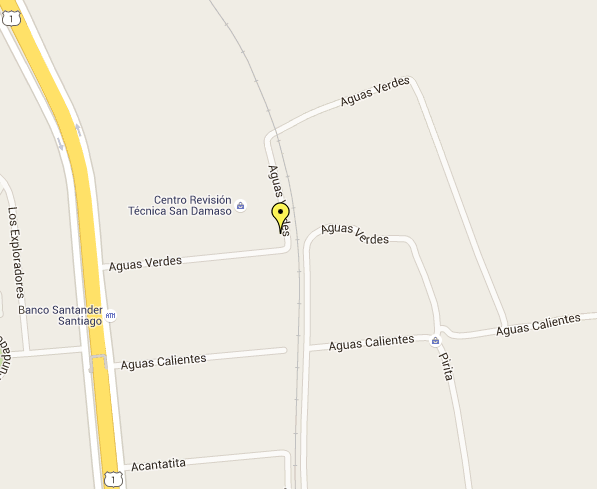 1
Aguas Verdes
Aguas Verdes
Centro Revisión
Técnica San Damaso
Los Exploradores
Aguas Verdes
Aguas Verdes
Banco Santander
Santiago
Aguas Calientes
Aguas Calientes
Aguas Calientes
Pirita
Acantatita
1